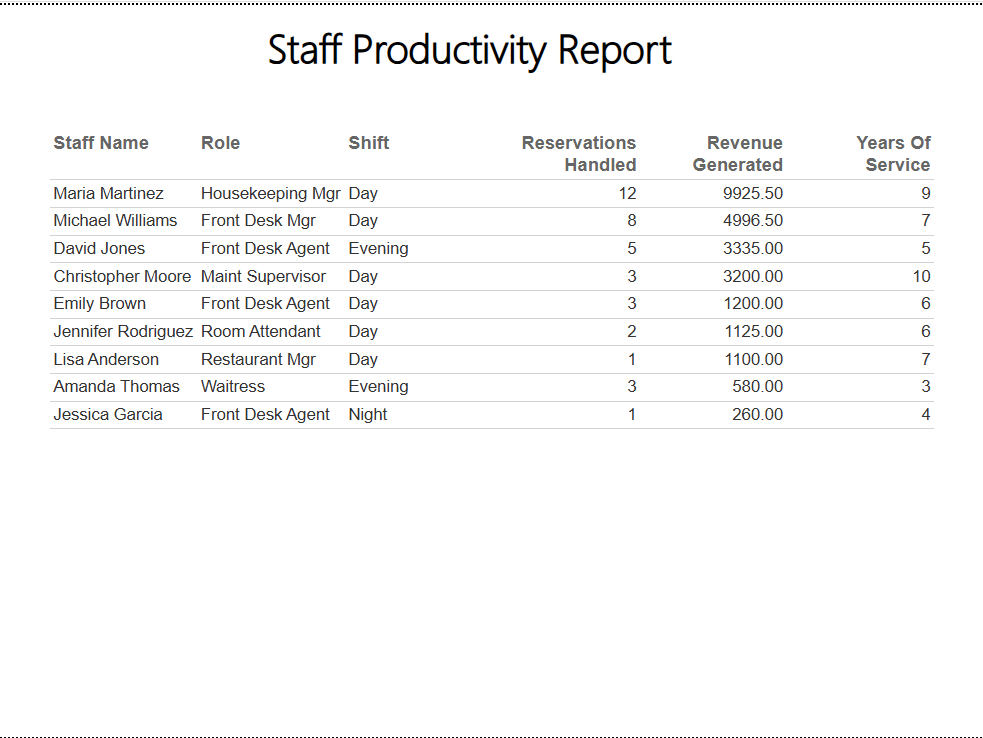 Staff Productivity Report
Staff Name Role Shift Reservations Handled Revenue Generated Years Of Service
Maria Martinez Housekeeping Mgr Day 12 9925.50 9
Michael Williams Front Desk Mgr Day 8 4996.50 7
David Jones Front Desk Agent Evening 5 3335.00 5
Christopher Moore Maint Supervisor Day 3 3200.00 10
Emily Brown Front Desk Agent Day 3 1200.00 6
Jennifer Rodriguez Room Attendant Day 2 1125.00 6
Lisa Anderson Restaurant Mgr Day 1 1100.00 7
Amanda Thomas Waitress Evening 3 580.00 3
Jessica Garcia Front Desk Agent Night 1 260.00 4